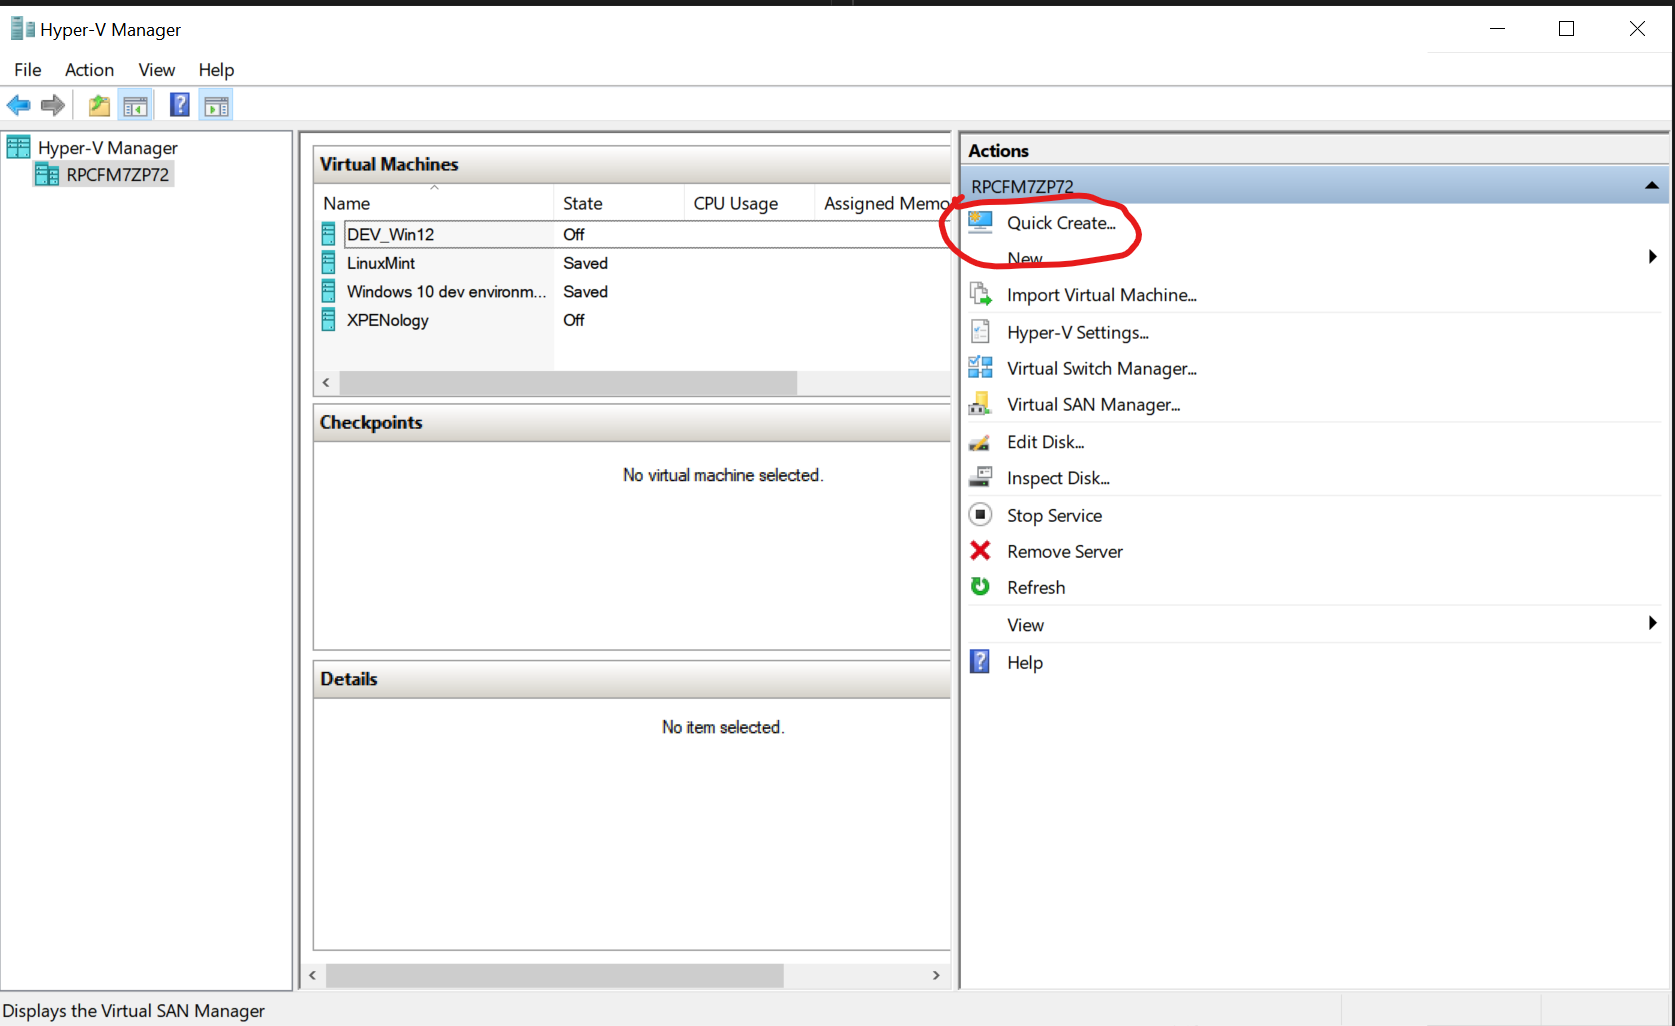 Hyper-V Manager
File Action View Help
Hyper-V Manager
RPCFM7ZP72
Virtual Machines
Name State CPU Usage Assigned Memo
DEV_Win12 Off
LinuxMint Saved
Windows 10 dev environm... Saved
XPENology Off
Checkpoints
No virtual machine selected.
Details
No item selected.
Actions
RPCFM7ZP72
Quick Create...
New
Import Virtual Machine...
Hyper-V Settings...
Virtual Switch Manager...
Virtual SAN Manager...
Edit Disk...
Inspect Disk...
Stop Service
Remove Server
Refresh
View
Help
Displays the Virtual SAN Manager